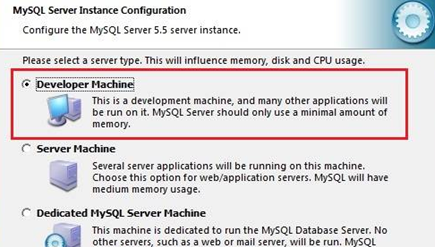 MySQL Server Instance Configuration
Configure the MySQL Server 5.5 server instance.
Please select a server type. This will influence memory, disk and CPU usage.
Developer Machine
This is a development machine, and many other applications will
be run on it. MySQL Server should only use a minimal amount of
memory.
Server Machine
Several server applications will be running on this machine.
Choose this option for web/application servers. MySQL will have
medium memory usage.
Dedicated MySQL Server Machine
This machine is dedicated to run the MySQL Database Server. No
other servers, such as a web or mail server, will be run. MySQL